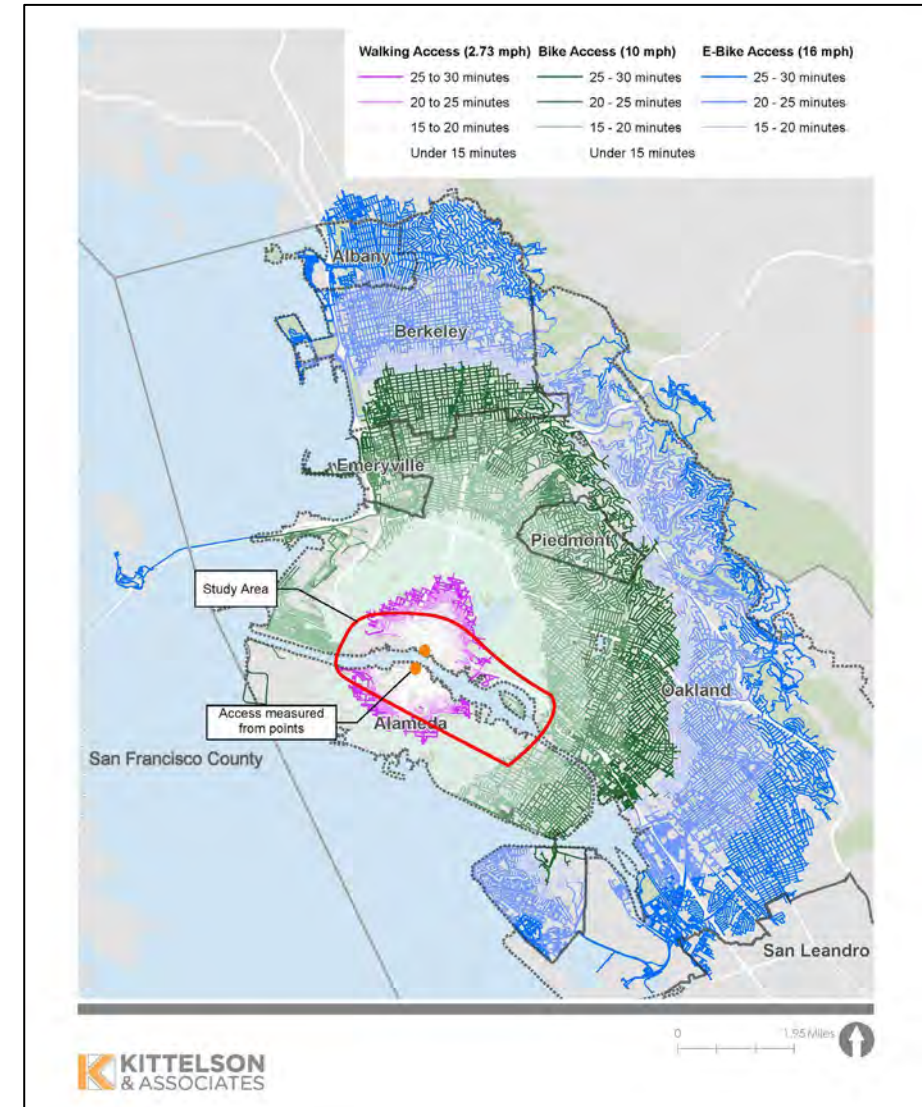 Walking Access (2.73 mph) Bike Access (10 mph) E-Bike Access (16 mph)
25 to 30 minutes 25 - 30 minutes 25 - 30 minutes
20 to 25 minutes 20 - 25 minutes 20 - 25 minutes
15 to 20 minutes 15 - 20 minutes 15 - 20 minutes
Under 15 minutes Under 15 minutes
Albany
Berkeley
Emeryville
Piedmont
Study Area
Oakland
Access measured
from points
Alameda
San Francisco County
San Leandro
0 1.95 Miles
KITTELSON
& ASSOCIATES